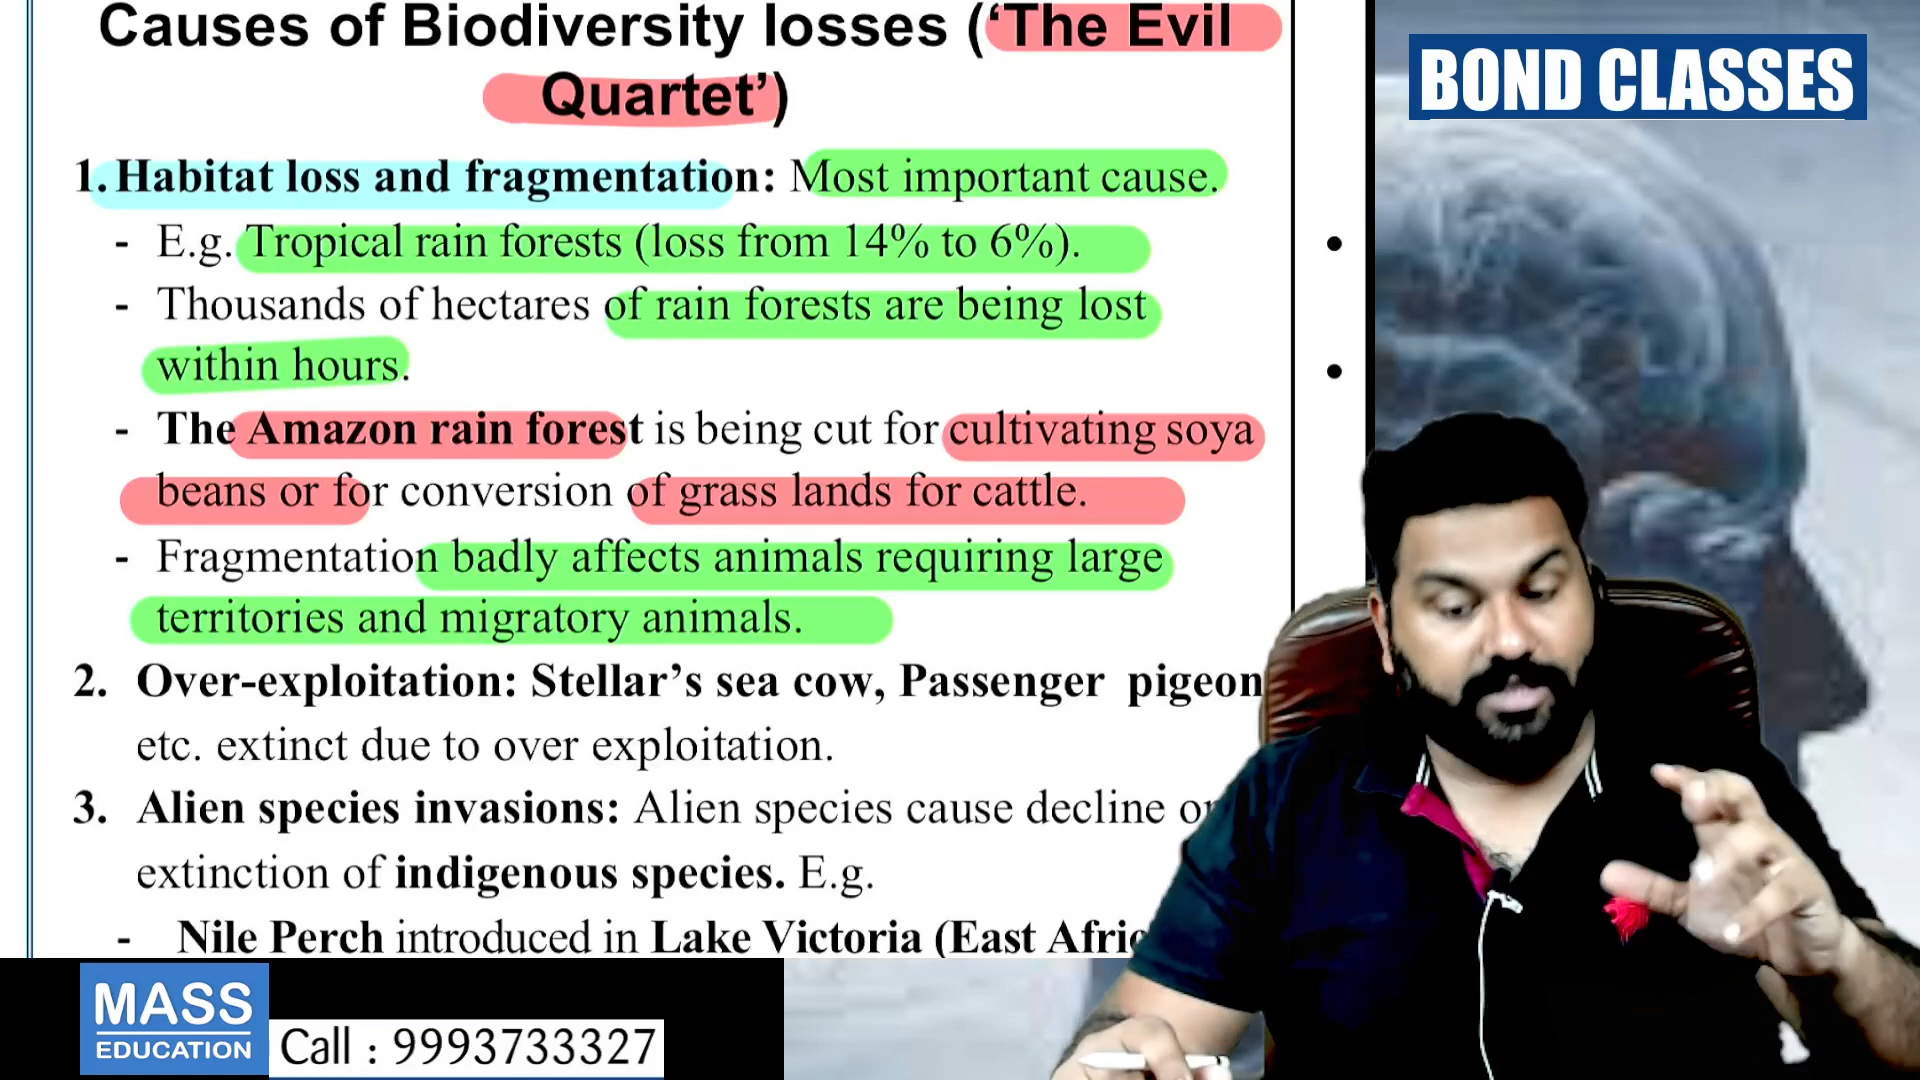 Causes of Biodiversity losses (‘The Evil
Quartet’)
BOND CLASSES
1. Habitat loss and fragmentation: Most important cause.
- E.g. Tropical rain forests (loss from 14% to 6%).
- Thousands of hectares of rain forests are being lost
within hours.
- The Amazon rain forest is being cut for cultivating soya
beans or for conversion of grass lands for cattle.
- Fragmentation badly affects animals requiring large
territories and migratory animals.
2. Over-exploitation: Stellar’s sea cow, Passenger pigeon
etc. extinct due to over exploitation.
3. Alien species invasions: Alien species cause decline or
extinction of indigenous species. E.g.
- Nile Perch introduced in Lake Victoria (East
MASS
EDUCATION
Call : 9993733327